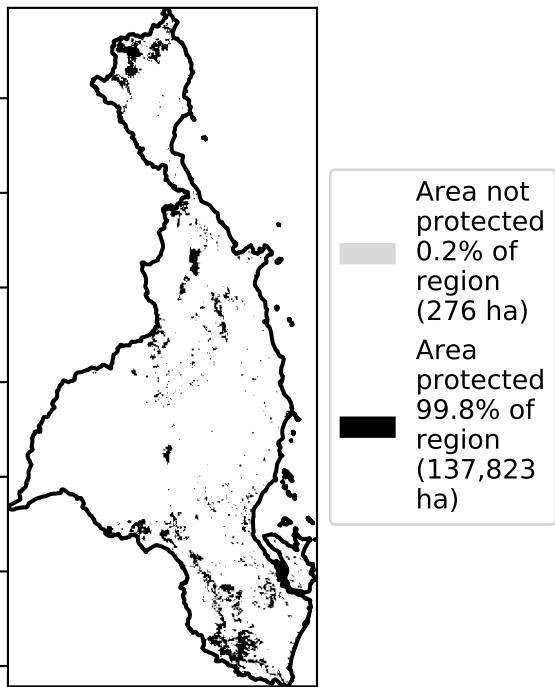 Area not
protected
0.2% of
region
(276 ha)
Area
protected
99.8% of
region
(137,823
ha)